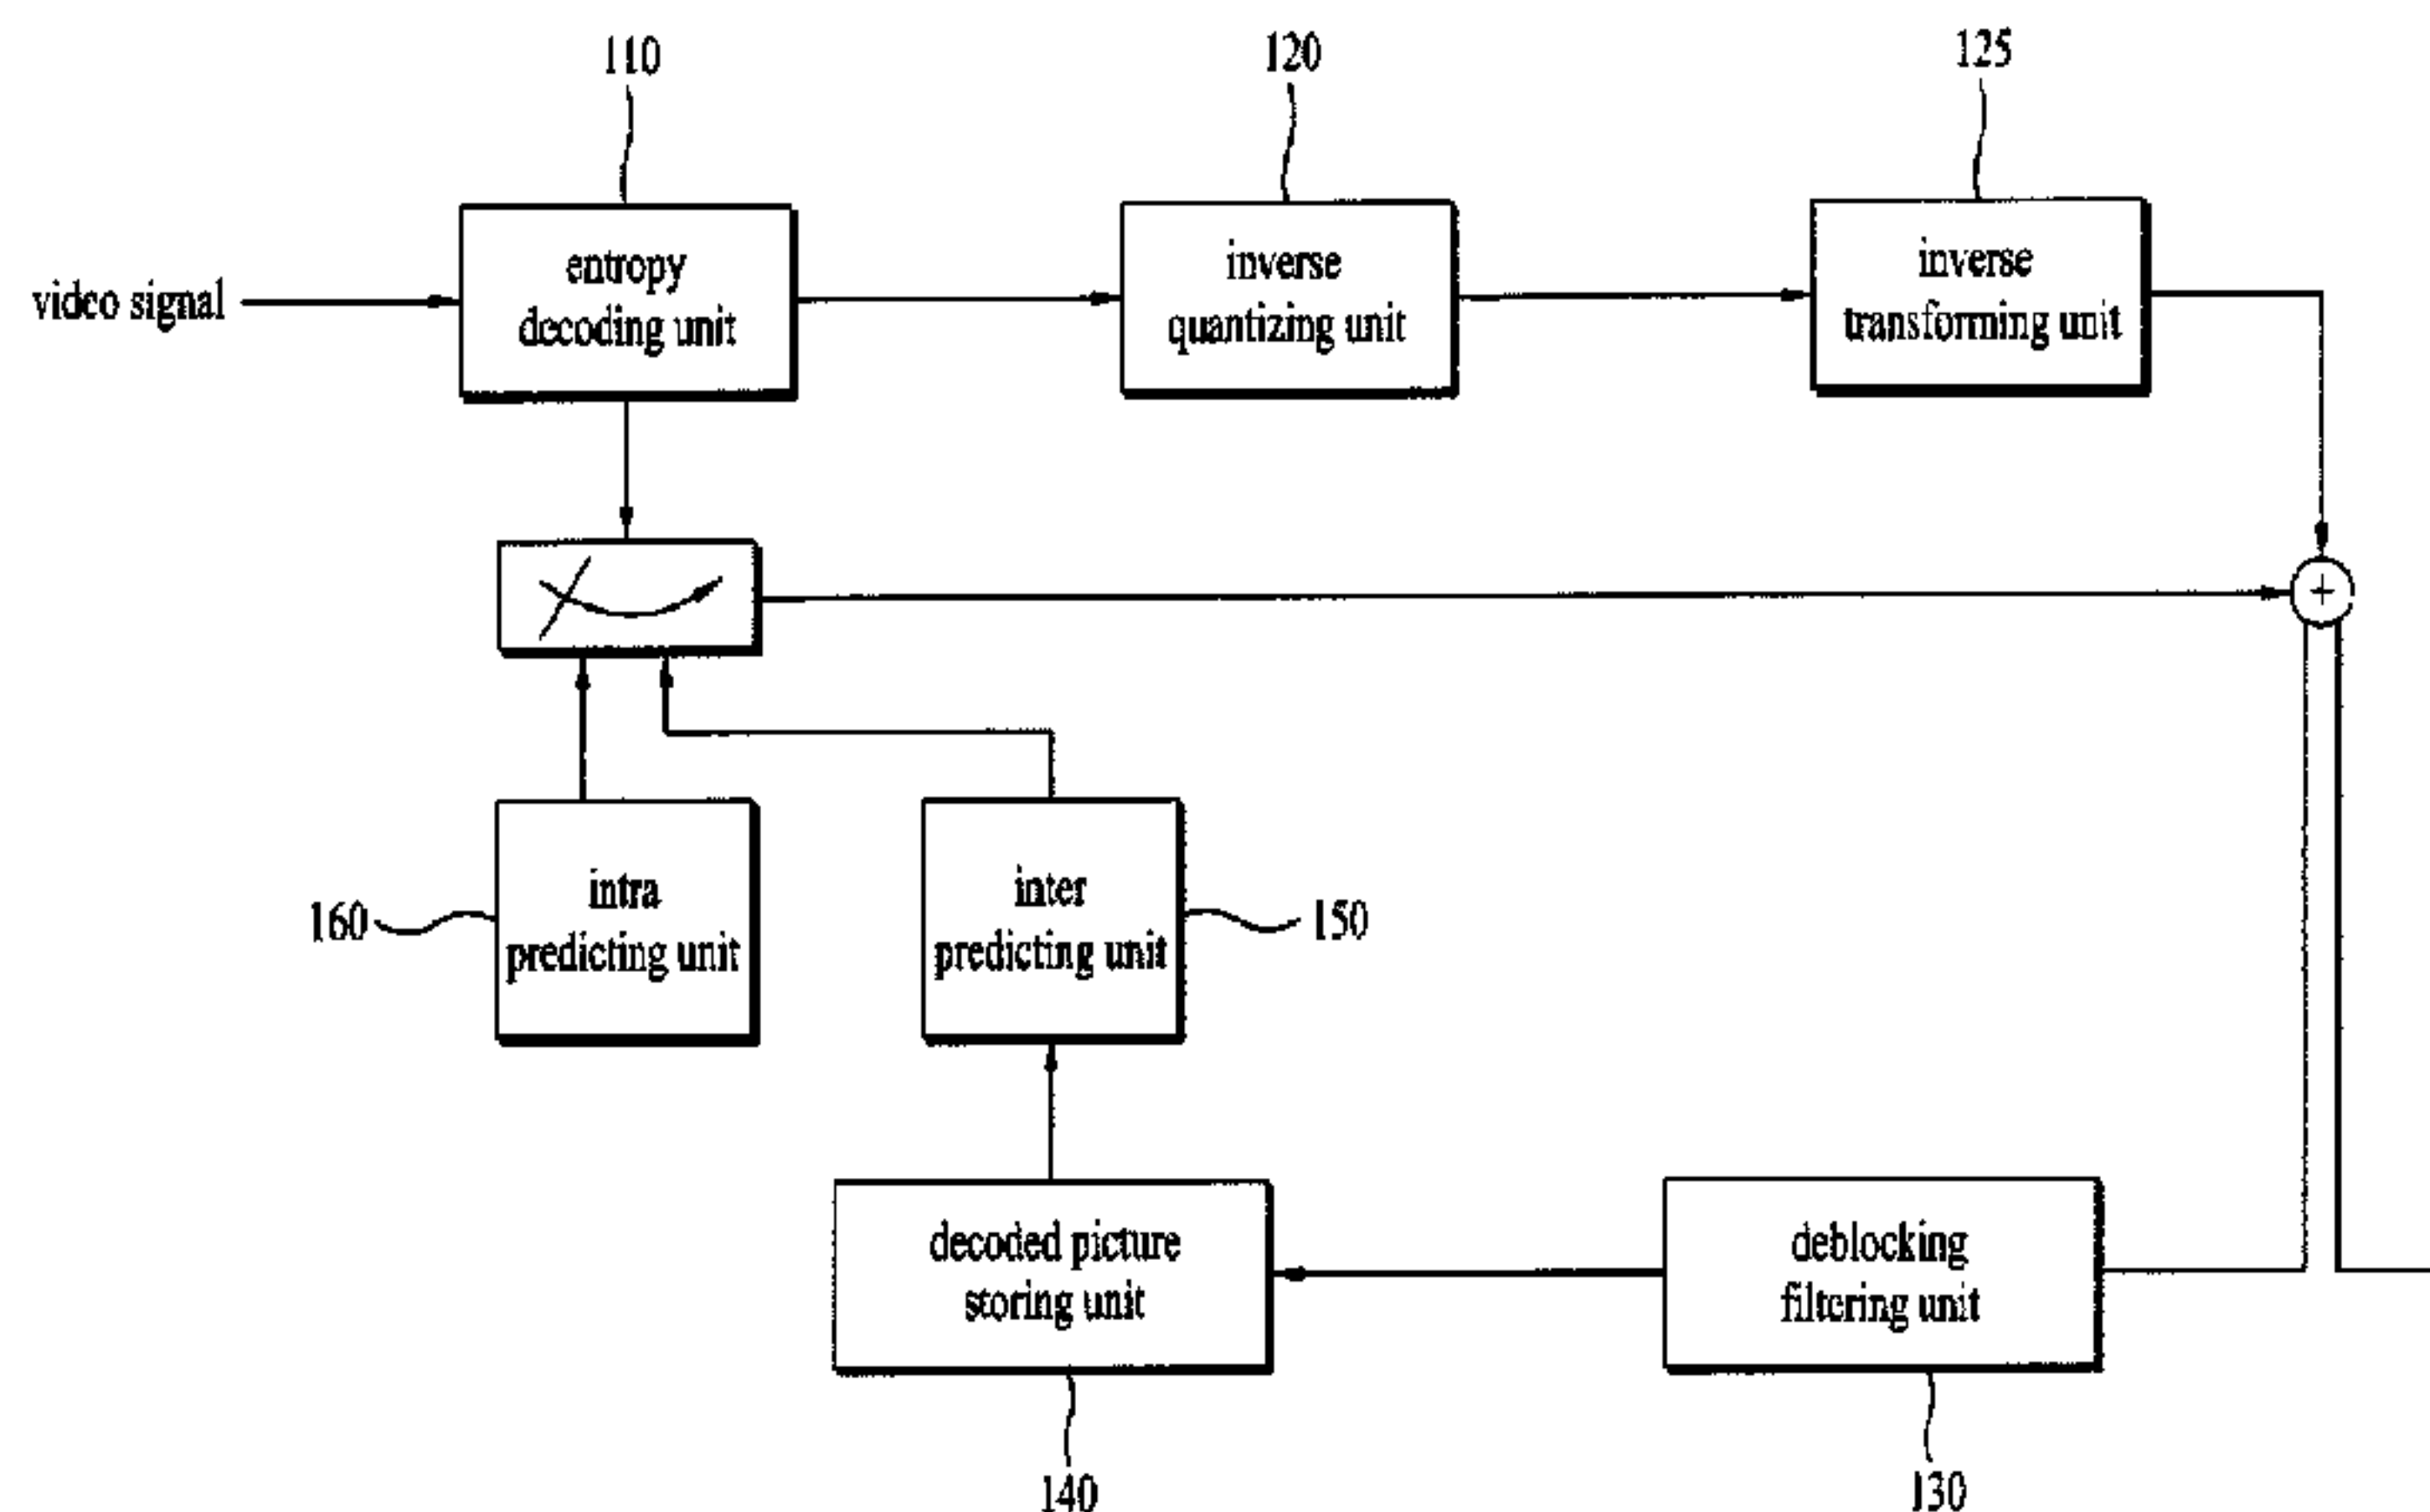 110
120
125
video signal
entropy
decoding unit
inverse
quantizing unit
inverse
transforming unit
+
160
intra
predicting unit
inter
predicting unit
150
decoded picture
storing unit
deblocking
filtering unit
140
130